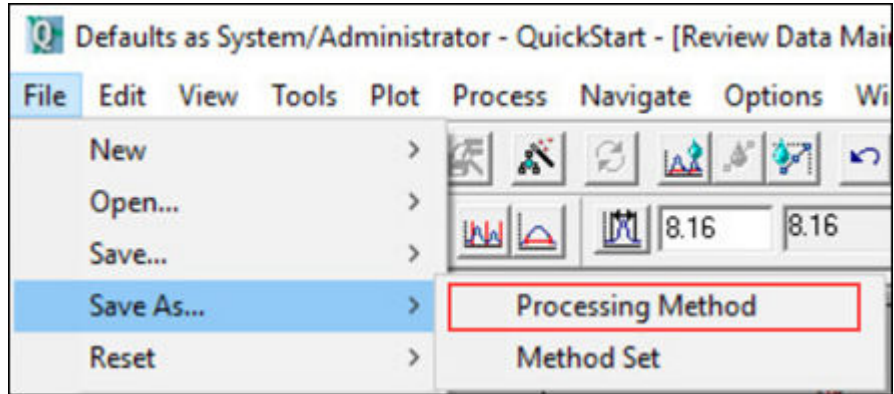 Defaults as System/Administrator - QuickStart - [Review Data Mai
File Edit View Tools Plot Process Navigate Options Wi
New
Open...
8.16 8.16
Save...
Save As...
Processing Method
Reset
Method Set